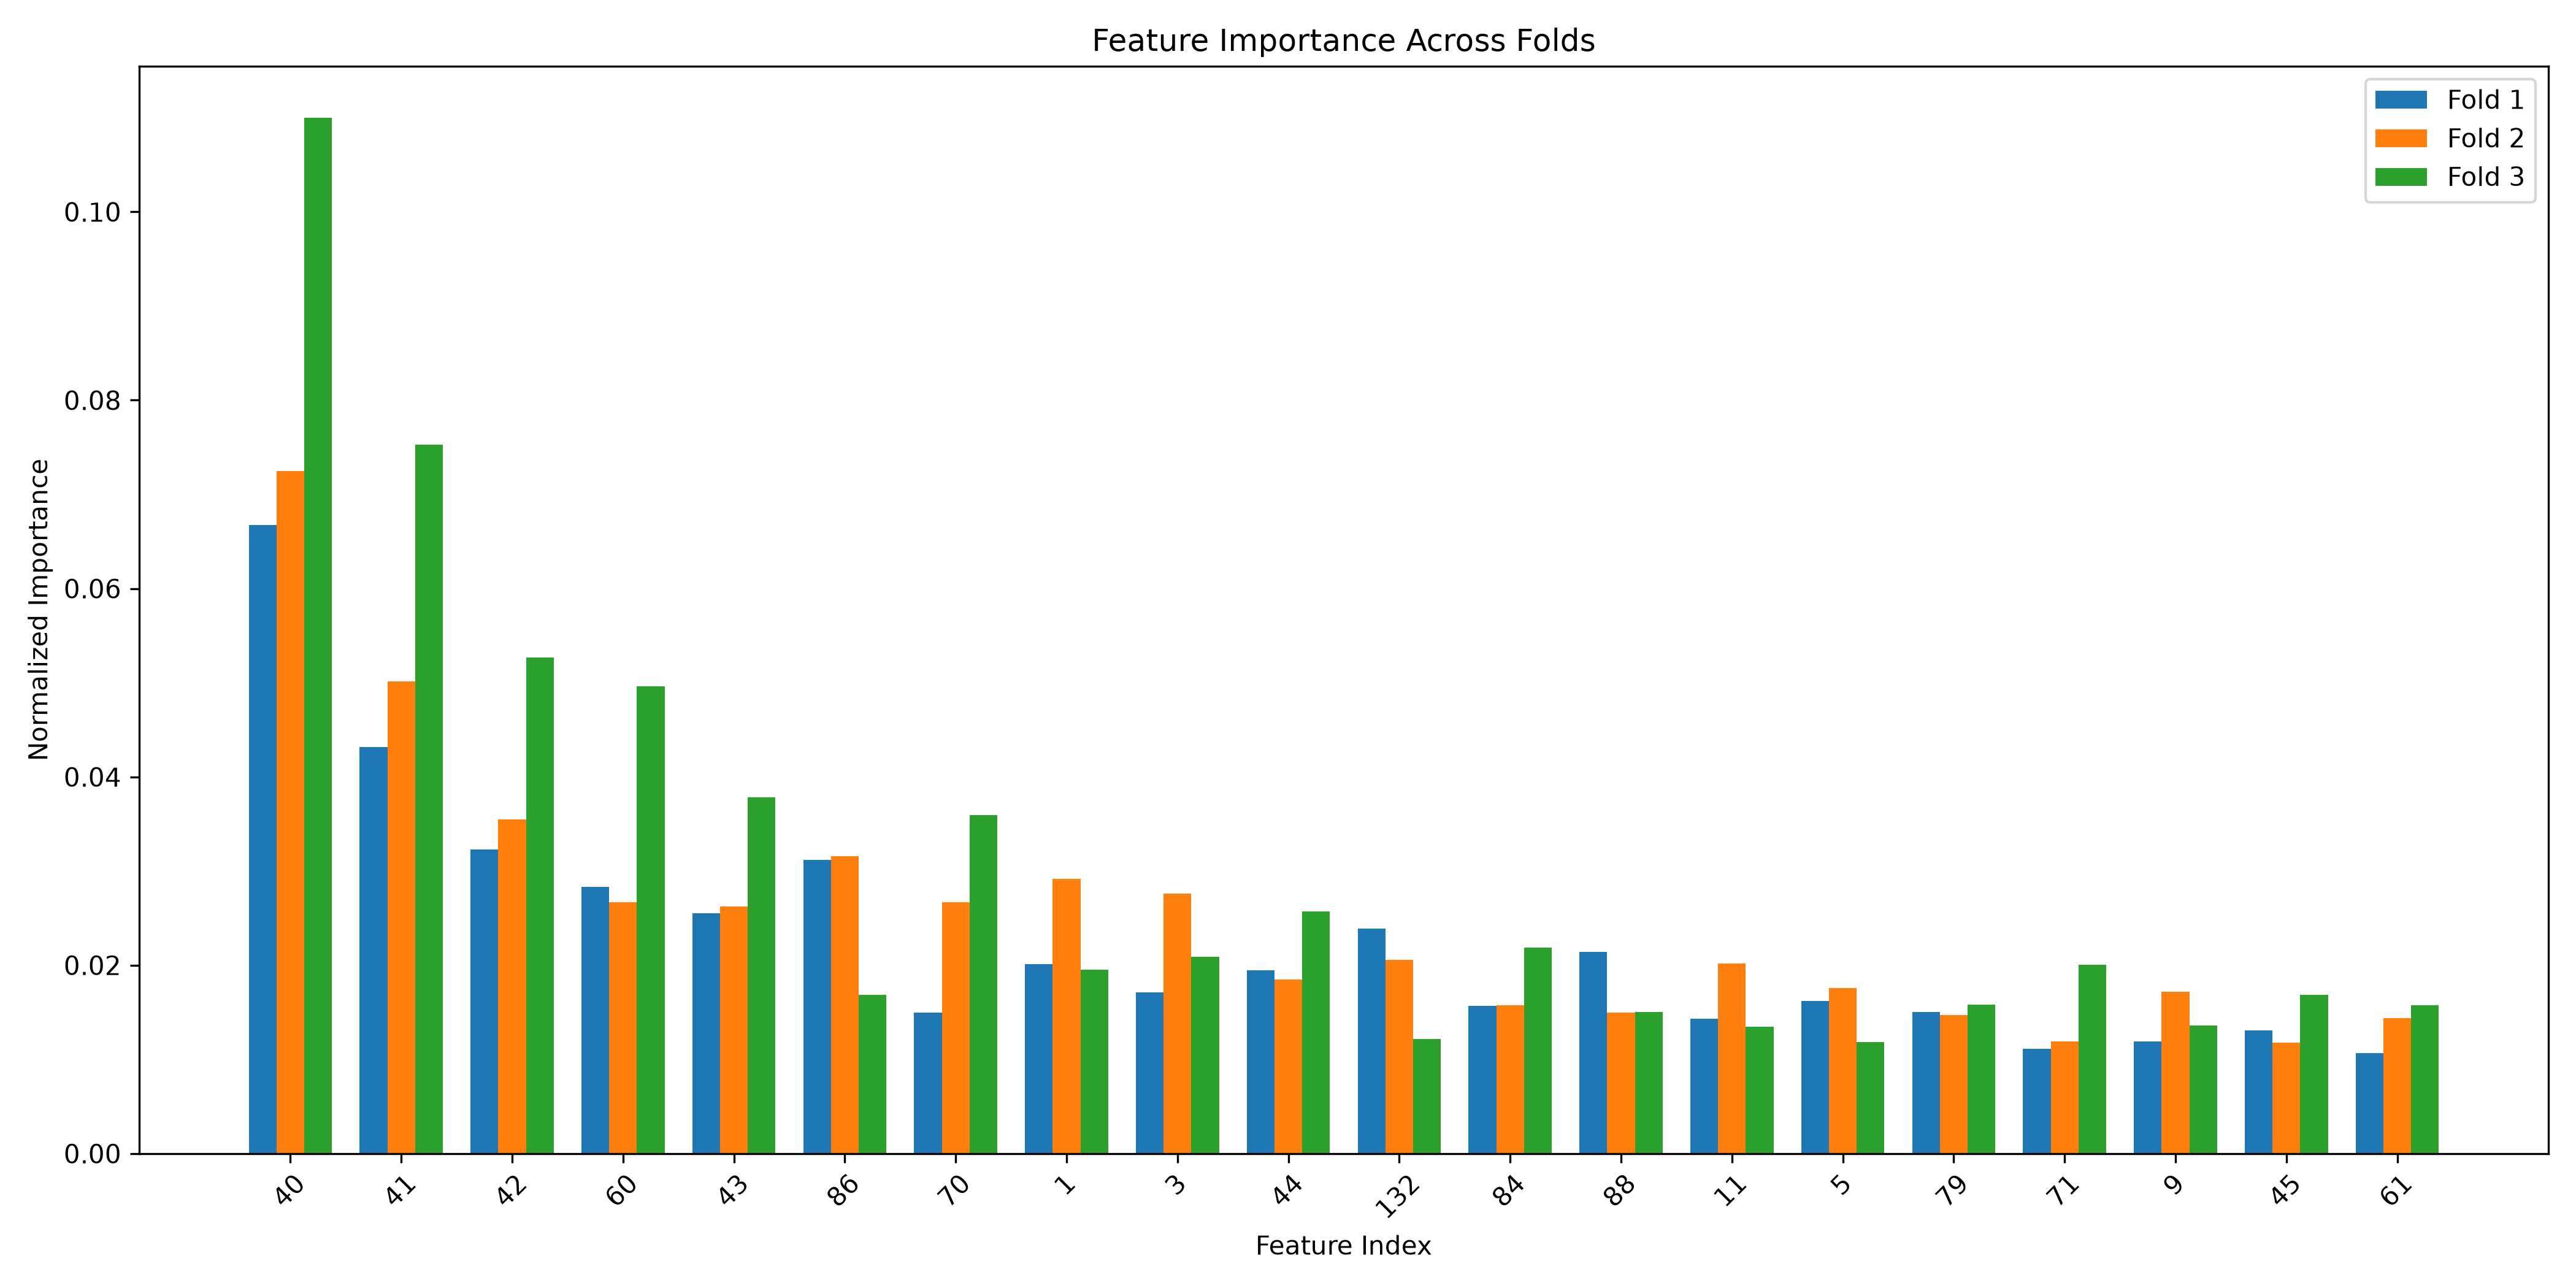 Feature Importance Across Folds
Fold 1
Fold 2
Fold 3
Normalized Importance
0.10
0.08
0.06
0.04
0.02
0.00
40 41 42 60 43 86 70 1 3 44 132 84 88 11 5 79 71 9 45 61
Feature Index